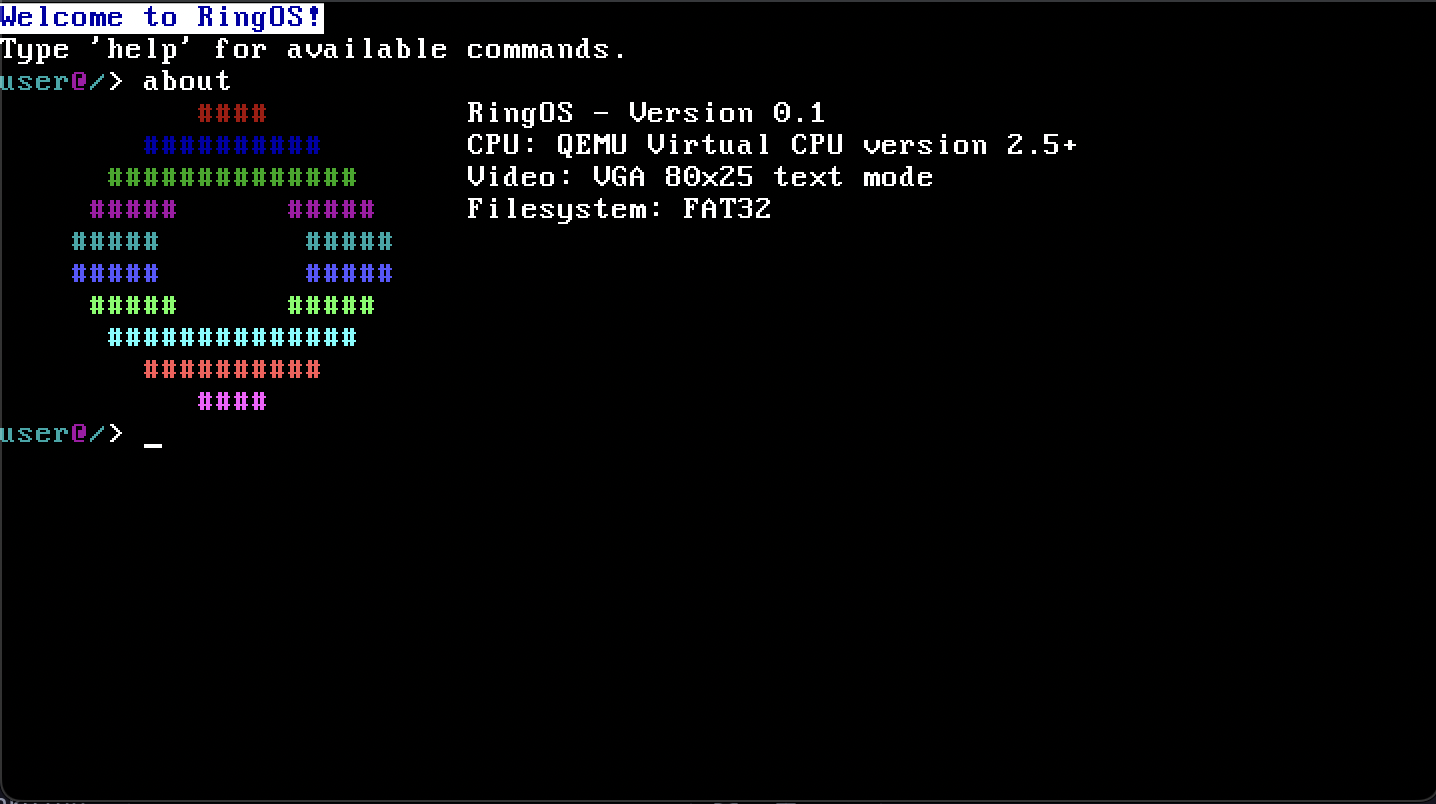 Welcome to RingOS!
Type 'help' for available commands.
user@/> about
          ####           RingOS - Version 0.1
       ##########        CPU: QEMU Virtual CPU version 2.5+
     ##############      Video: VGA 80x25 text mode
    #####      #####     Filesystem: FAT32
   #####        #####
   #####        #####
    #####      #####
     ##############
       ##########
          ####
user@/> _